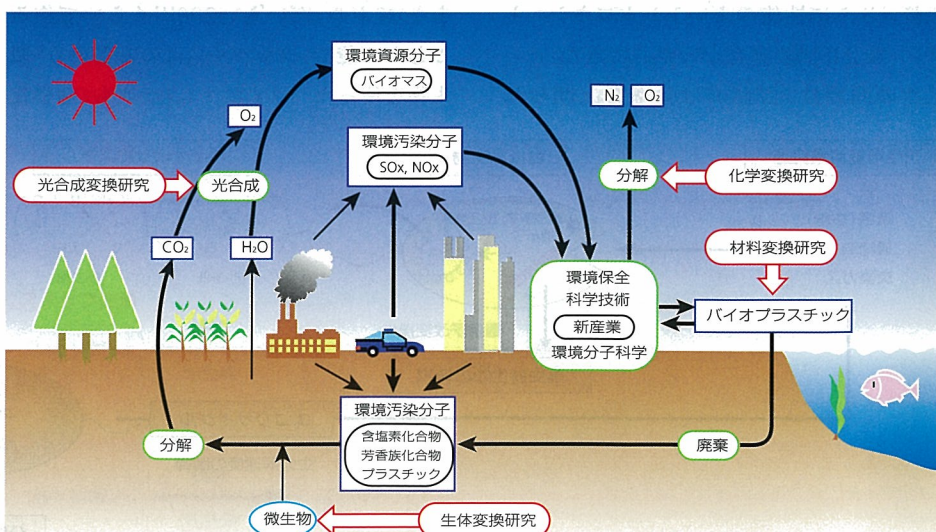 環境資源分子
バイオマス
N₂
O₂
O₂
環境汚染分子
SOx, NOx
光合成変換研究
光合成
分解
化学変換研究
CO₂
H₂O
材料変換研究
環境保全
科学技術
新産業
環境分子科学
バイオプラスチック
環境汚染分子
含塩素化合物
芳香族化合物
プラスチック
分解
廃棄
微生物
生体変換研究